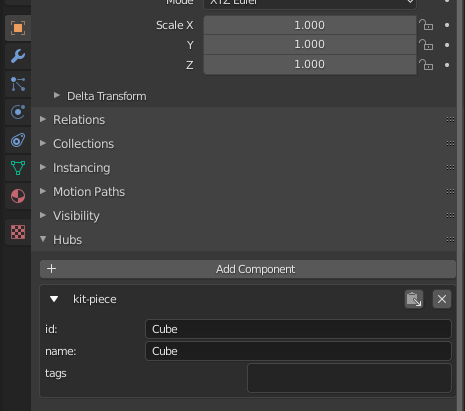 Mode XYZ Euler
Scale X 1.000
Y 1.000
Z 1.000
Delta Transform
Relations
Collections
Instancing
Motion Paths
Visibility
Hubs
+ Add Component
kit-piece
id: Cube
name: Cube
tags